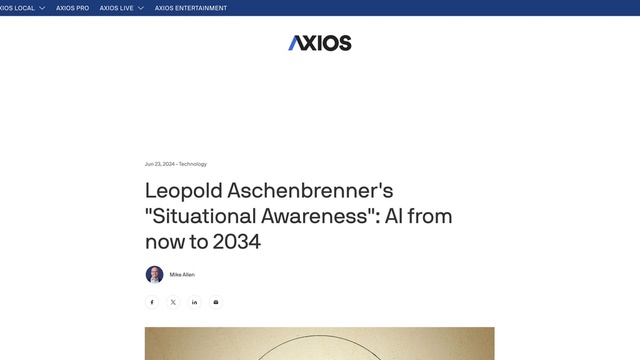 XIOS LOCAL AXIOS PRO AXIOS LIVE AXIOS ENTERTAINMENT
AXIOS
Jun 23, 2024 - Technology
Leopold Aschenbrenner's
"Situational Awareness": AI from
now to 2034
Mike Allen